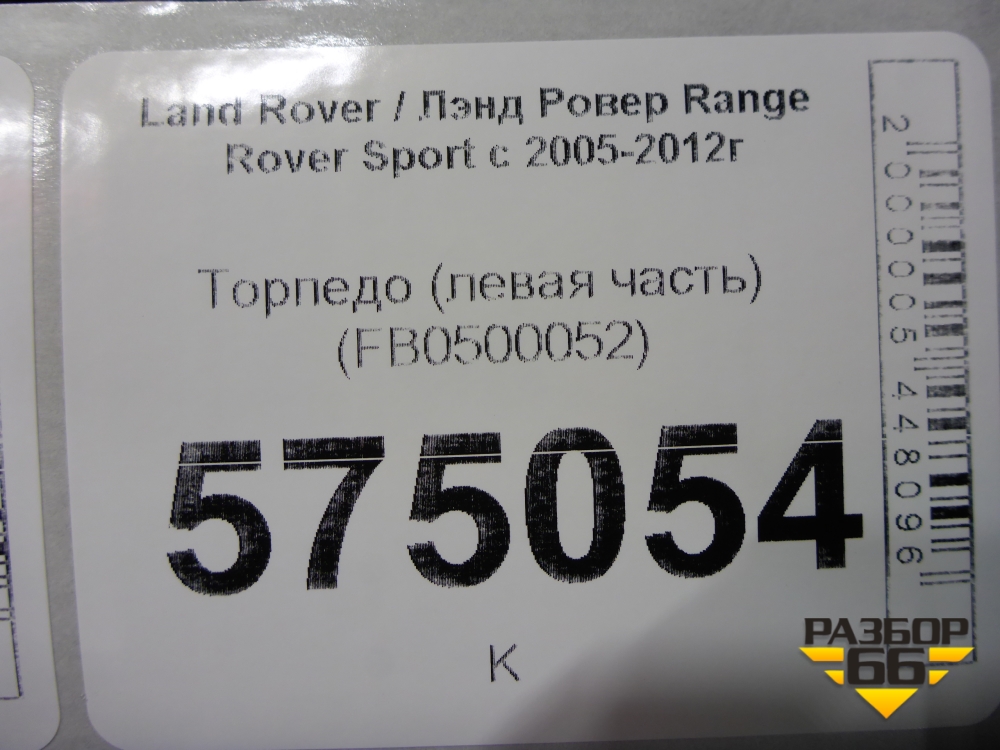 Land Rover / Лэнд Ровер Range
Rover Sport с 2005-2012г
Торпедо (левая часть)
(FB0500052)
575054
К
2000005448096
РАЗБОР
66